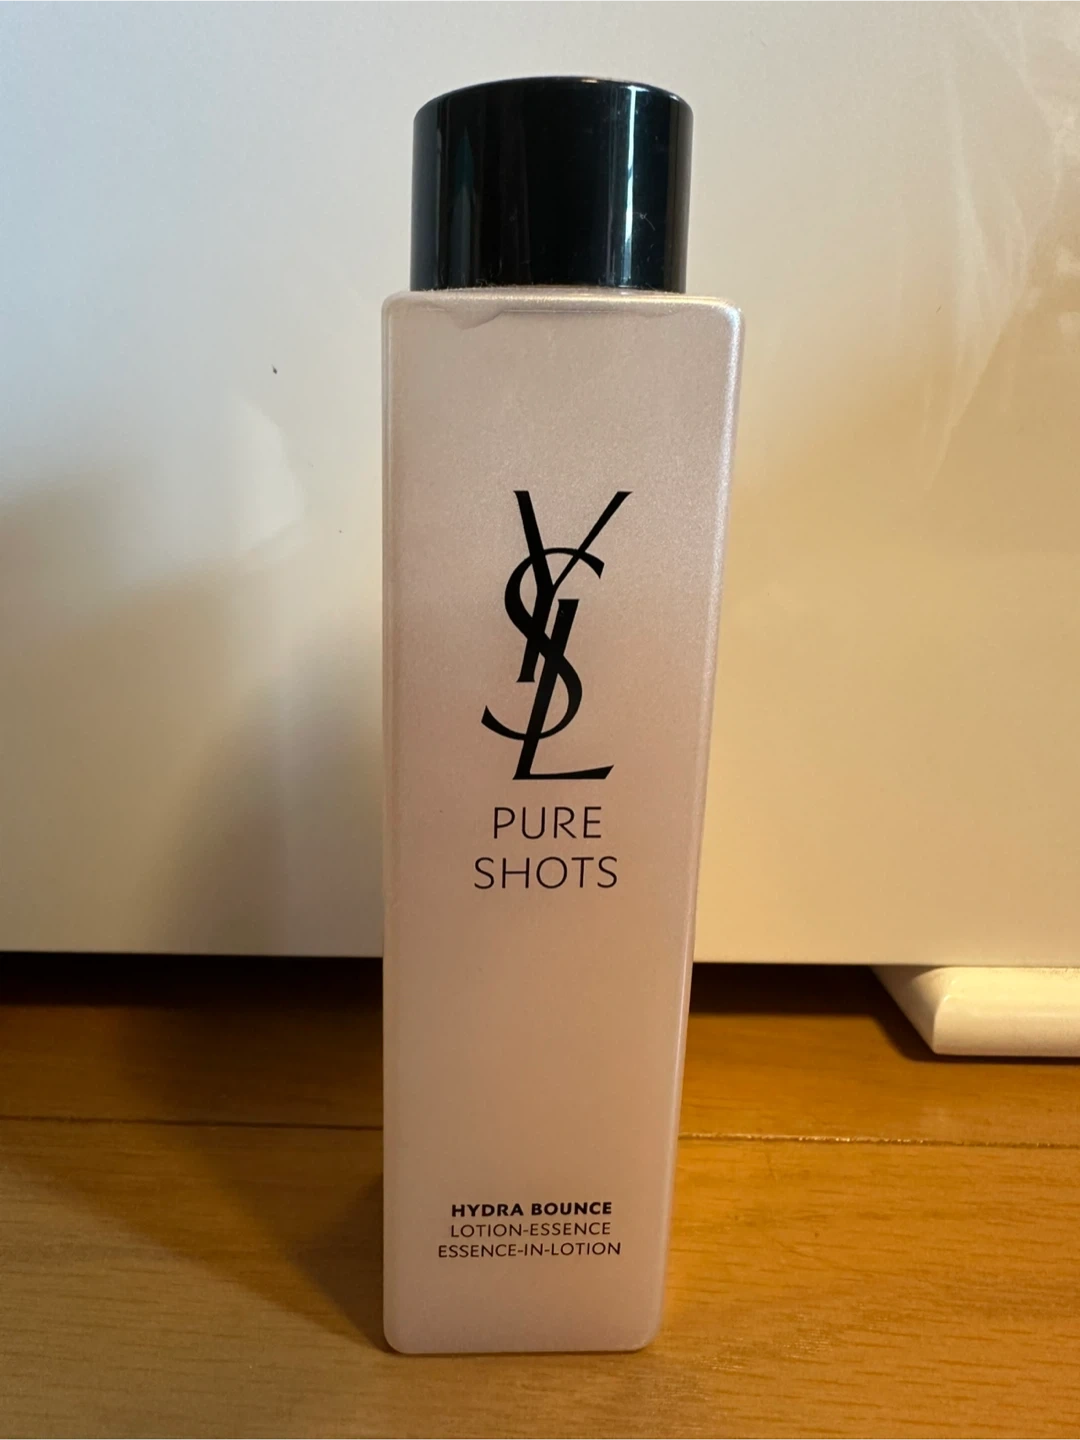 YSL
PURE
SHOTS
HYDRA BOUNCE
LOTION-ESSENCE
ESSENCE-IN-LOTION